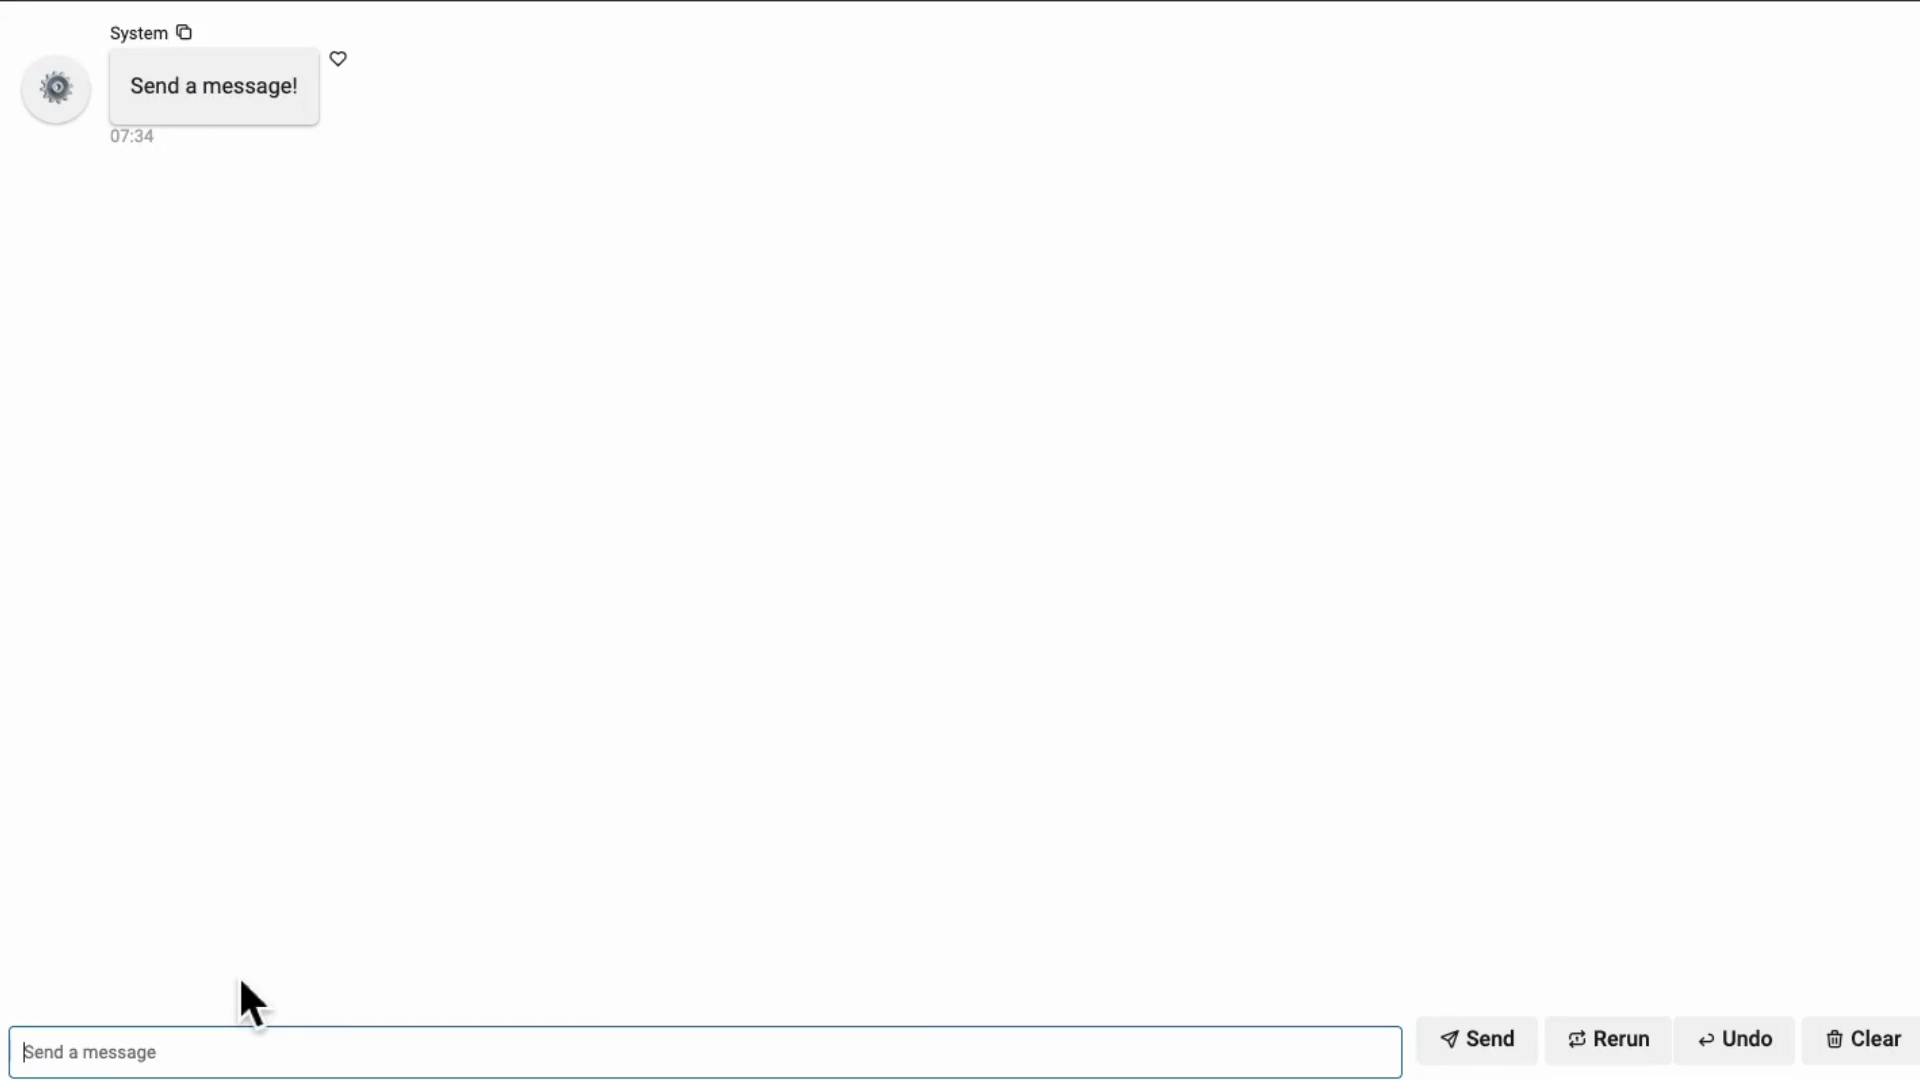 System
Send a message!
07:34
Send a message
Send
Rerun
Undo
Clear